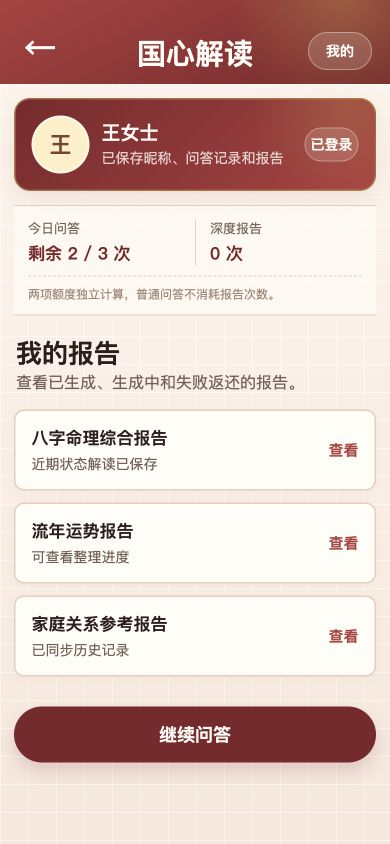 国心解读
我的
王
王女士
已保存昵称、问答记录和报告
已登录
今日问答
剩余 2 / 3 次
深度报告
0 次
两项额度独立计算，普通问答不消耗报告次数。
我的报告
查看已生成、生成中和失败返还的报告。
八字命理综合报告
近期状态解读已保存
查看
流年运势报告
可查看整理进度
查看
家庭关系参考报告
已同步历史记录
查看
继续问答